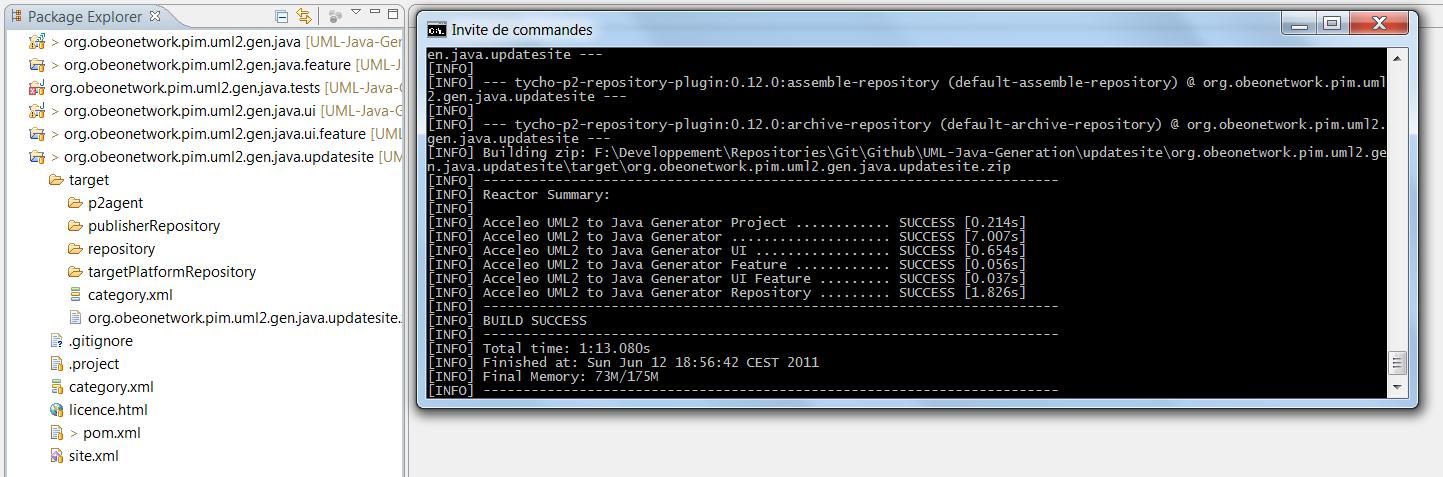 Package Explorer
> org.obeonetwork.pim.uml2.gen.java [UML-Java-Ger
> org.obeonetwork.pim.uml2.gen.java.feature [UML-J
org.obeonetwork.pim.uml2.gen.java.tests [UML-Java-G
> org.obeonetwork.pim.uml2.gen.java.ui [UML-Java-G
> org.obeonetwork.pim.uml2.gen.java.ui.feature [UML
> org.obeonetwork.pim.uml2.gen.java.updatesite [UM
target
p2agent
publisherRepository
repository
targetPlatformRepository
category.xml
org.obeonetwork.pim.uml2.gen.java.updatesite.
.gitignore
.project
category.xml
licence.html
> pom.xml
site.xml
Invite de commandes
en.java.updatesite ---
[INFO]
[INFO] --- tycho-p2-repository-plugin:0.12.0:assemble-repository (default-assemble-repository) @ org.obeonetwork.pim.uml
2.gen.java.updatesite ---
[INFO]
[INFO] --- tycho-p2-repository-plugin:0.12.0:archive-repository (default-archive-repository) @ org.obeonetwork.pim.uml2.
gen.java.updatesite ---
[INFO] Building zip: F:\Developpement\Repositories\Git\Github\UML-Java-Generation\updatesite\org.obeonetwork.pim.uml2.ge
n.java.updatesite\target\org.obeonetwork.pim.uml2.gen.java.updatesite.zip
[INFO] ------------------------------------------------------------------------
[INFO] Reactor Summary:
[INFO]
[INFO] Acceleo UML2 to Java Generator Project ............ SUCCESS [0.214s]
[INFO] Acceleo UML2 to Java Generator .................... SUCCESS [7.007s]
[INFO] Acceleo UML2 to Java Generator UI ................. SUCCESS [0.654s]
[INFO] Acceleo UML2 to Java Generator Feature ............ SUCCESS [0.056s]
[INFO] Acceleo UML2 to Java Generator UI Feature ......... SUCCESS [0.037s]
[INFO] Acceleo UML2 to Java Generator Repository ......... SUCCESS [1.826s]
[INFO] ------------------------------------------------------------------------
[INFO] BUILD SUCCESS
[INFO] ------------------------------------------------------------------------
[INFO] Total time: 1:13.080s
[INFO] Finished at: Sun Jun 12 18:56:42 CEST 2011
[INFO] Final Memory: 73M/175M
[INFO] ------------------------------------------------------------------------